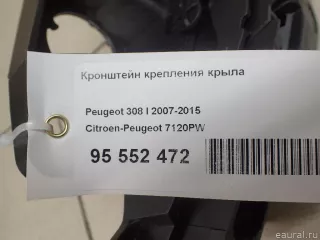 Кронштейн крепления крыла
Peugeot 308 I 2007-2015
Citroen-Peugeot 7120PW
95 552 472
eaural.ru